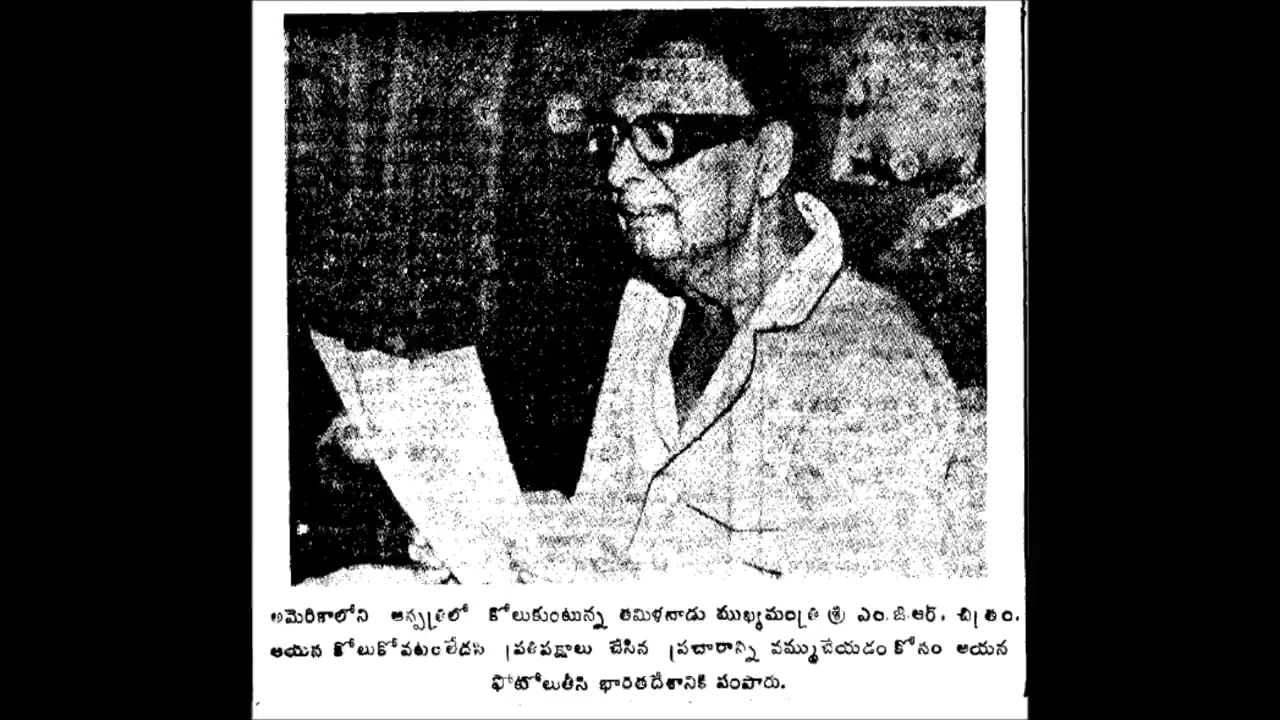 అమెరికాలోని ఆస్పత్రిలో కోలుకుంటున్న తమిళనాడు ముఖ్యమంత్రి శ్రీ ఎం.జి.ఆర్. చిత్రం.
ఆయన కోలుకోవటంలేదని ప్రతిపక్షాలు చేసిన ప్రచారాన్ని వమ్ముచేయడం కోసం ఆయన
ఫోటోలుతీసి భారతదేశానికి పంపారు.